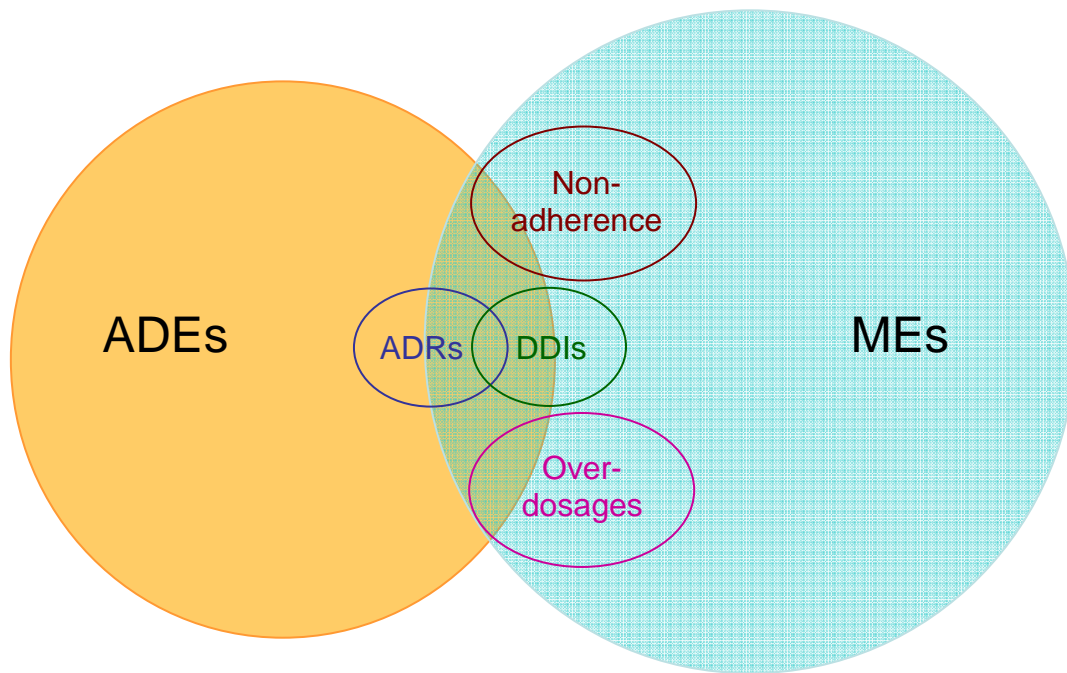 Non-
adherence
ADEs
ADRs
DDIs
MEs
Over-
dosages